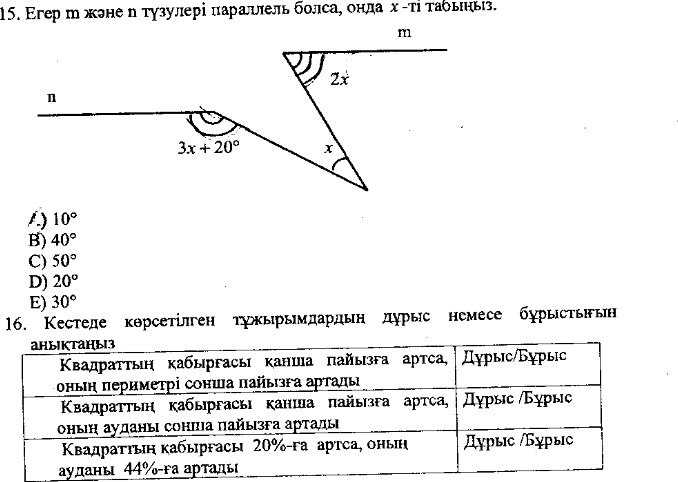 15. Егер m және n түзулері параллель болса, онда x -ті табыңыз.
m
2x
n
3x + 20°
x
A) 10°
B) 40°
C) 50°
D) 20°
E) 30°
16. Кестеде көрсетілген тұжырымдардың дұрыс немесе бұрыстығын
анықтаңыз
Квадраттың қабырғасы қанша пайызға артса, Дұрыс/Бұрыс
оның периметрі сонша пайызға артады
Квадраттың қабырғасы қанша пайызға артса, Дұрыс /Бұрыс
оның ауданы сонша пайызға артады
Квадраттың қабырғасы 20%-ға артса, оның Дұрыс /Бұрыс
ауданы 44%-ға артады